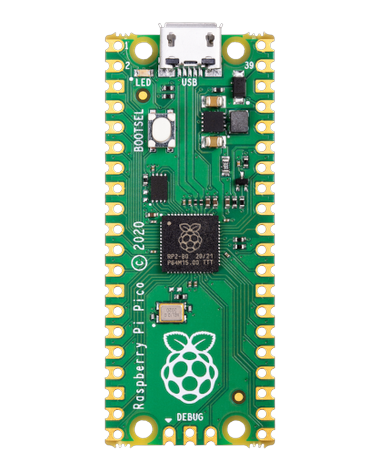 2
39
LED
USB
BOOTSEL
RP2-B0 20/21
P64M15.00 TTT
Raspberry Pi Pico © 2020
DEBUG